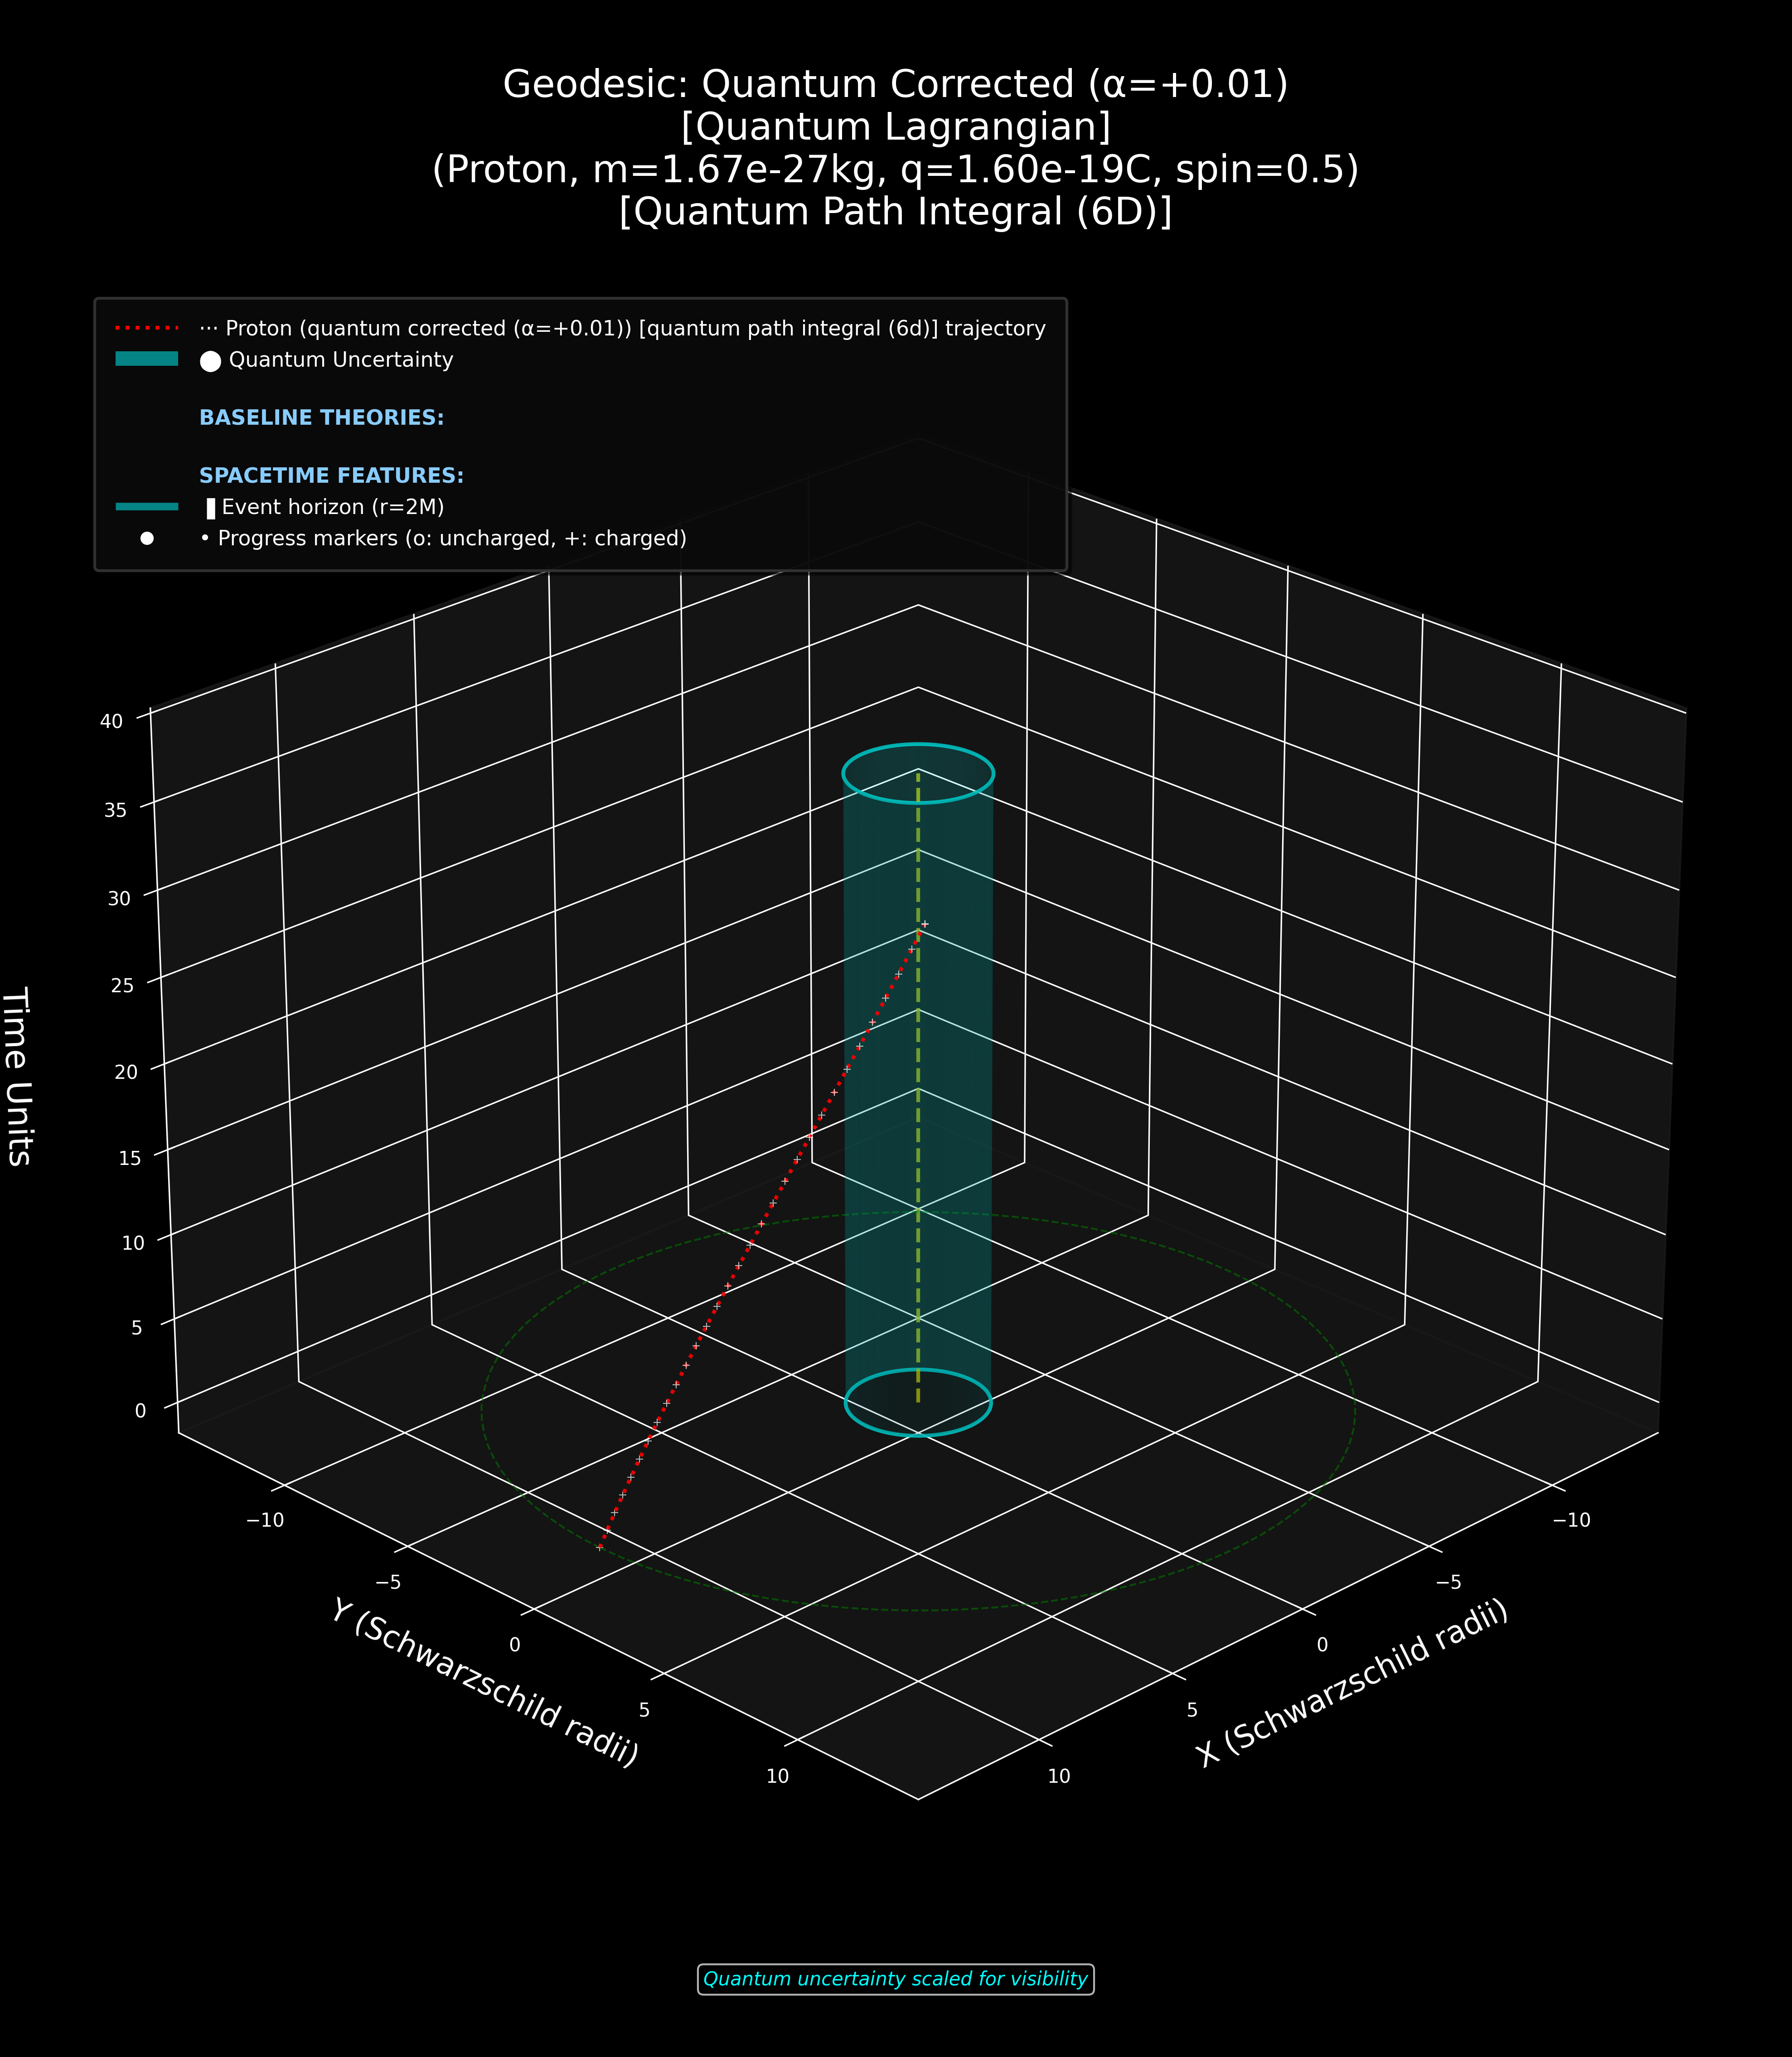 Geodesic: Quantum Corrected (α=+0.01)
[Quantum Lagrangian]
(Proton, m=1.67e-27kg, q=1.60e-19C, spin=0.5)
[Quantum Path Integral (6D)]
··· Proton (quantum corrected (α=+0.01)) [quantum path integral (6d)] trajectory
● Quantum Uncertainty
BASELINE THEORIES:
SPACETIME FEATURES:
▐ Event horizon (r=2M)
• Progress markers (o: uncharged, +: charged)
40
35
30
25
20
15
10
5
0
Time Units
−10
−5
0
5
10
Y (Schwarzschild radii)
−10
−5
0
5
10
X (Schwarzschild radii)
Quantum uncertainty scaled for visibility